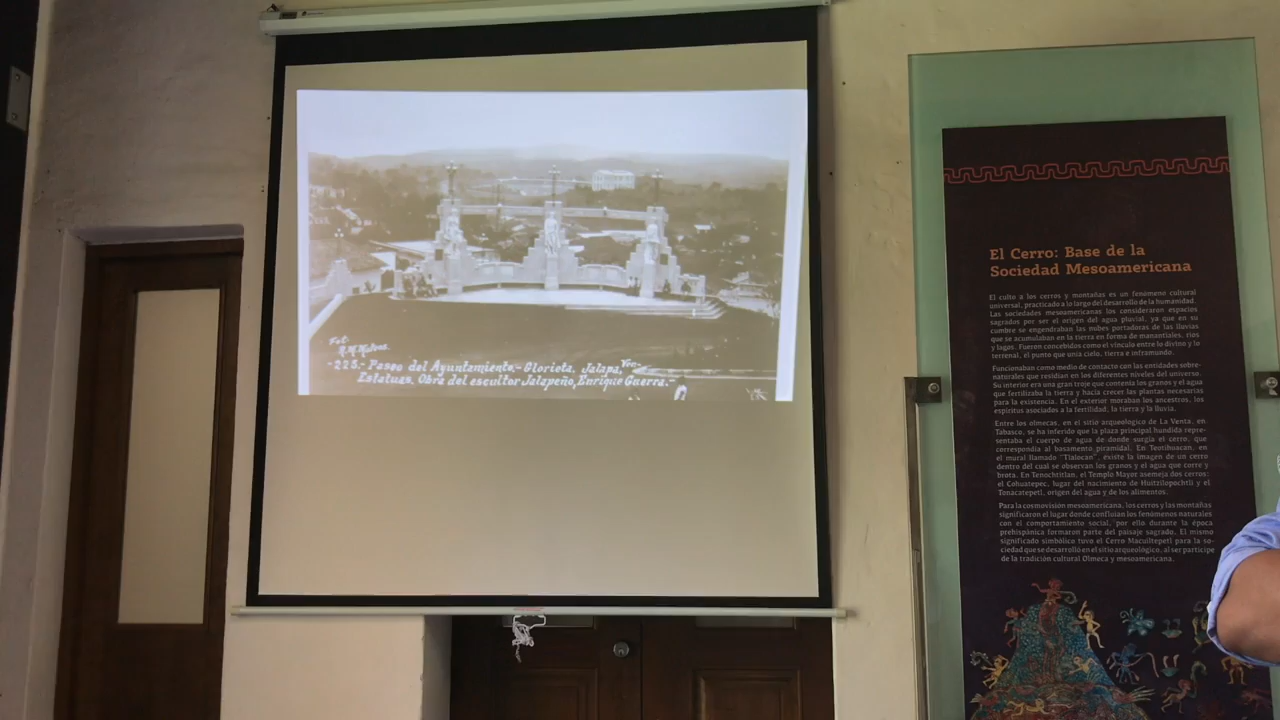 Fot.
-225.- Paseo del Ayuntamiento.- Glorieta, Jalapa, Ver.-
Estatuas, Obra del escultor Jalapeño, Enrique Guerra.-
El Cerro: Base de la
Sociedad Mesoamericana
El culto a los cerros y montañas es un fenómeno cultural
universal, practicado a lo largo del desarrollo de la humanidad.
Las sociedades mesoamericanas los consideraron espacios
sagrados por ser el origen del agua pluvial, ya que en su
cumbre se engendraban las nubes portadoras de las lluvias
que se acumulaban en la tierra en forma de manantiales, ríos
y lagos. Fueron concebidos como el vínculo entre lo divino y lo
terrenal, el punto que unía cielo, tierra e inframundo.
Funcionaban como medio de contacto con las entidades sobre-
naturales que residían en los diferentes niveles del universo.
Su interior era una gran troje que contenía los granos y el agua
que fertilizaba la tierra y hacía crecer las plantas necesarias
para la existencia. En el exterior moraban los ancestros, los
espíritus asociados a la fertilidad, la tierra y la lluvia.
Entre los olmecas, en el sitio arqueológico de La Venta, en
Tabasco, se ha inferido que la plaza principal hundida repre-
sentaba el cuerpo de agua de donde surgía el cerro, que
correspondía al basamento piramidal. En Teotihuacan, en
el mural llamado "Tlalocan", existe la imagen de un cerro
dentro del cual se observan los granos y el agua que corre y
brota. En Tenochtitlan, el Templo Mayor asemeja dos cerros:
el Cohuatepec, lugar del nacimiento de Huitzilopochtli y el
Tonacatepetl, origen del agua y de los alimentos.
Para la cosmovisión mesoamericana, los cerros y las montañas
significaron el lugar donde confluían los fenómenos naturales
con el comportamiento social, por ello durante la época
prehispánica formaron parte del paisaje sagrado. El mismo
significado simbólico tuvo el Cerro Macuiltepetl para la so-
ciedad que se desarrolló en el sitio arqueológico, al ser partícipe
de la tradición cultural Olmeca y mesoamericana.